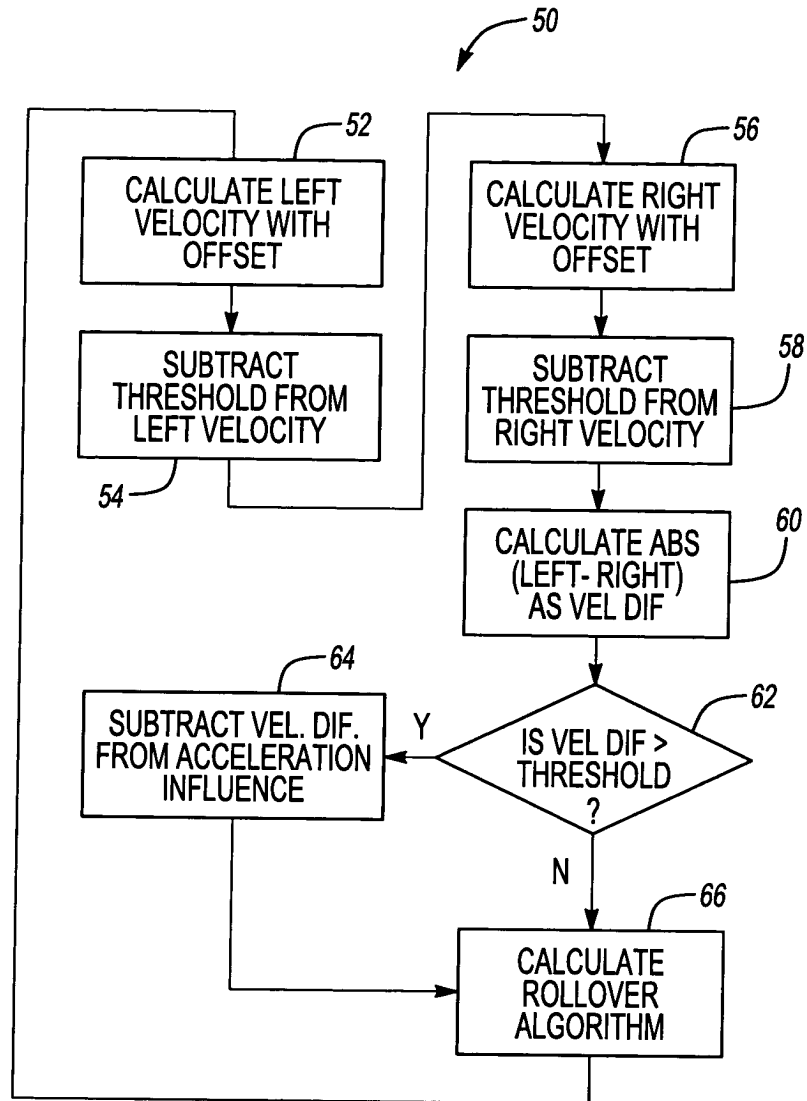 50
52
CALCULATE LEFT
VELOCITY WITH
OFFSET
SUBTRACT
THRESHOLD FROM
LEFT VELOCITY
54
56
CALCULATE RIGHT
VELOCITY WITH
OFFSET
SUBTRACT
THRESHOLD FROM
RIGHT VELOCITY
58
CALCULATE ABS
(LEFT- RIGHT)
AS VEL DIF
60
IS VEL DIF >
THRESHOLD
?
62
Y
N
64
SUBTRACT VEL. DIF.
FROM ACCELERATION
INFLUENCE
66
CALCULATE
ROLLOVER
ALGORITHM